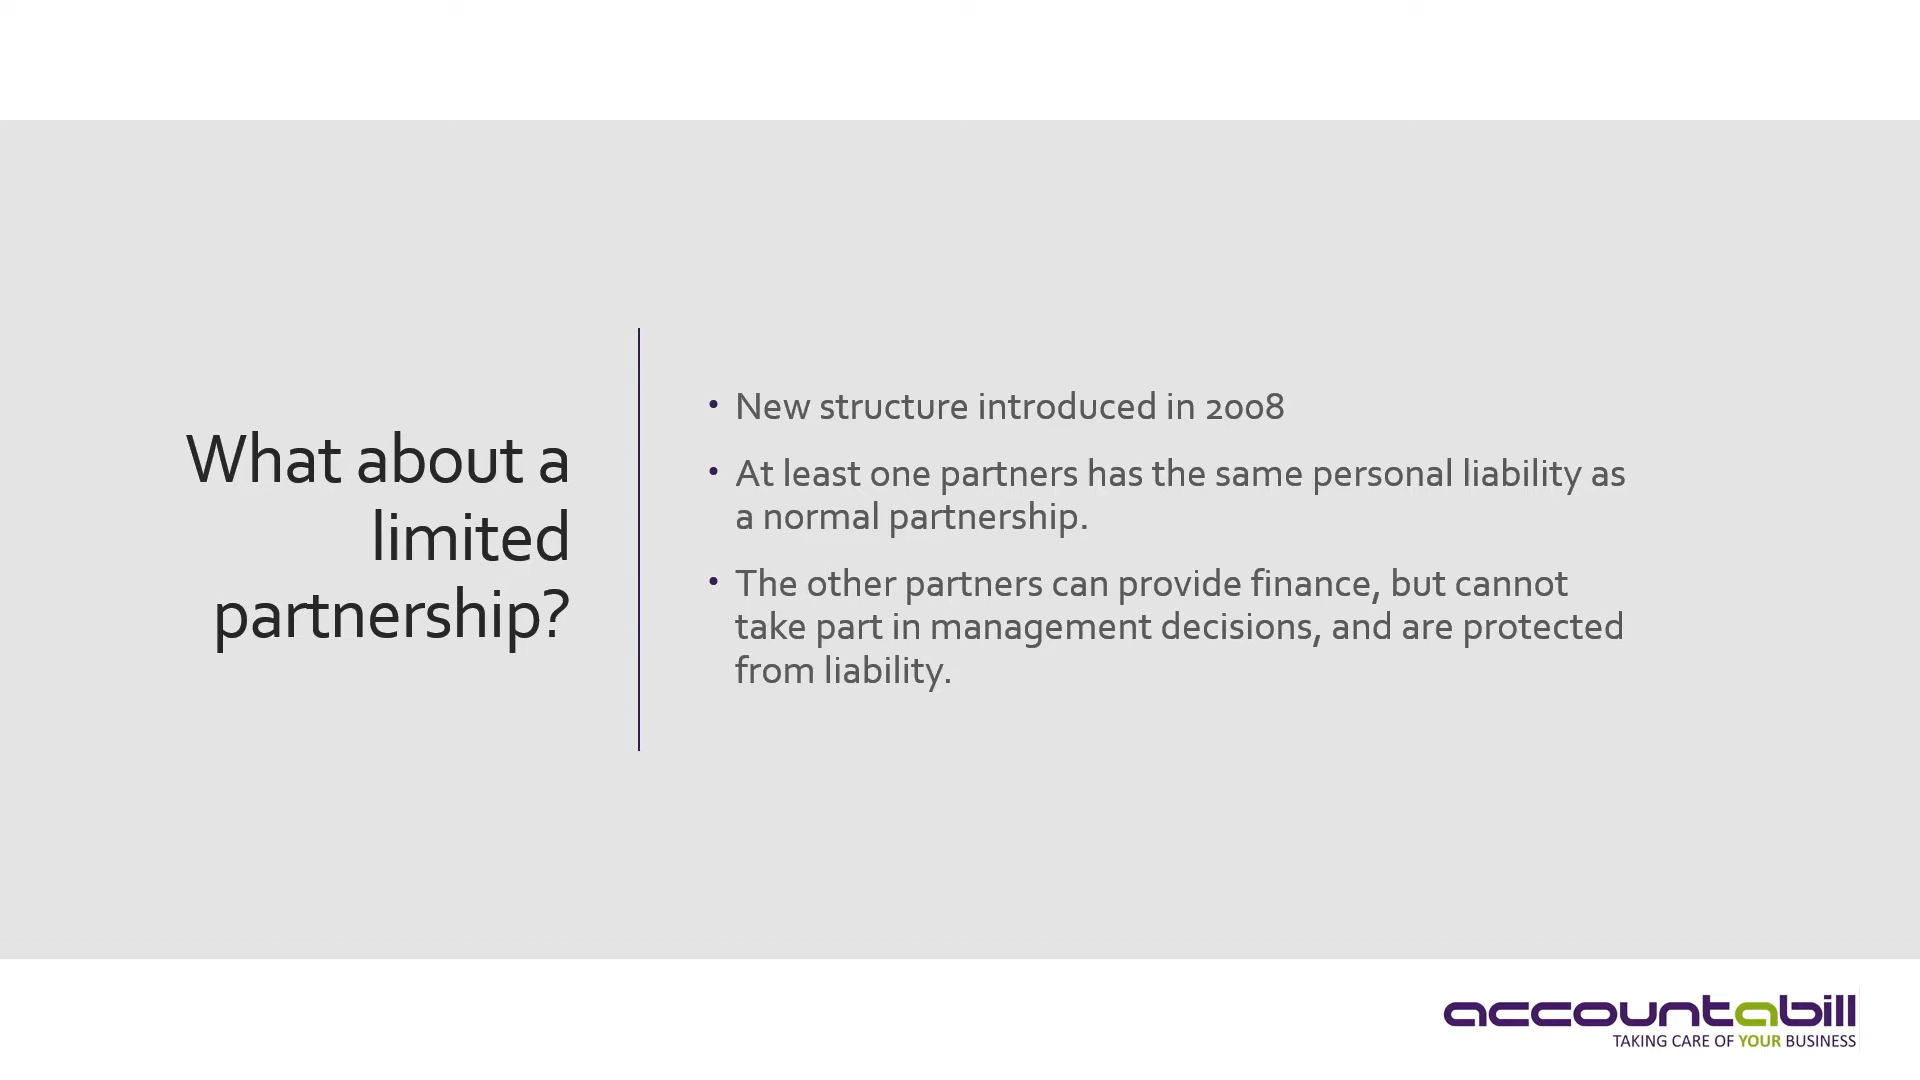 What about a
limited
partnership?
• New structure introduced in 2008
• At least one partners has the same personal liability as
a normal partnership.
• The other partners can provide finance, but cannot
take part in management decisions, and are protected
from liability.
accountabill
TAKING CARE OF YOUR BUSINESS